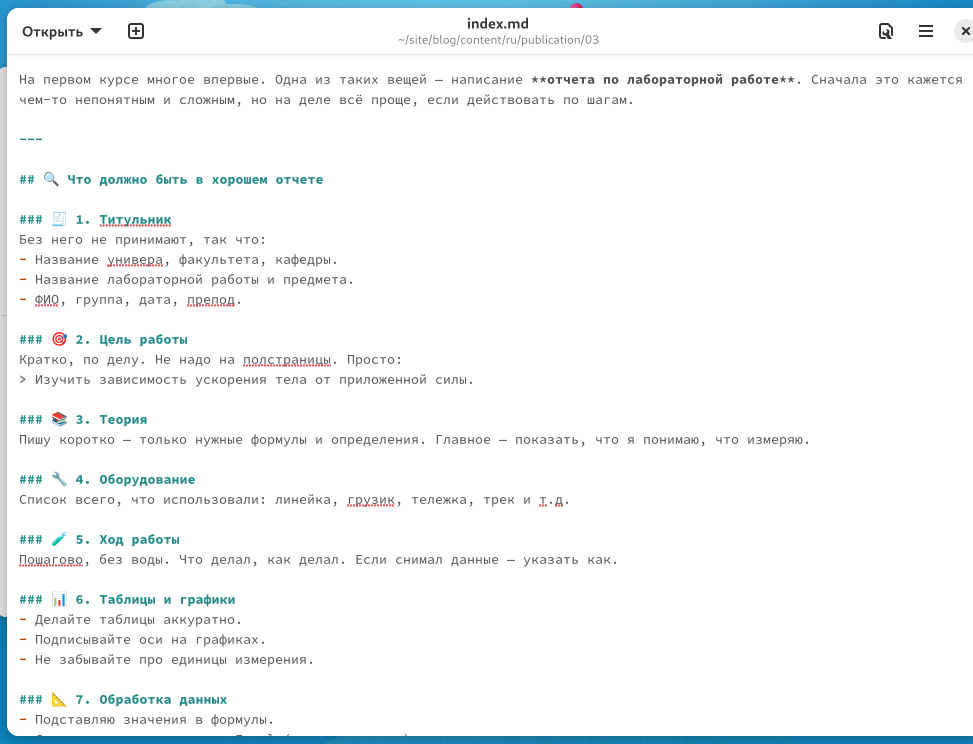 Открыть
index.md
~/site/blog/content/ru/publication/03
На первом курсе многое впервые. Одна из таких вещей — написание **отчета по лабораторной работе**. Сначала это кажется
чем-то непонятным и сложным, но на деле всё проще, если действовать по шагам.
---
## 🔍 Что должно быть в хорошем отчете
### 🧾 1. Титульник
Без него не принимают, так что:
- Название универа, факультета, кафедры.
- Название лабораторной работы и предмета.
- ФИО, группа, дата, препод.
### 🎯 2. Цель работы
Кратко, по делу. Не надо на полстраницы. Просто:
> Изучить зависимость ускорения тела от приложенной силы.
### 📚 3. Теория
Пишу коротко — только нужные формулы и определения. Главное — показать, что я понимаю, что измеряю.
### 🔧 4. Оборудование
Список всего, что использовали: линейка, грузик, тележка, трек и т.д.
### 🧪 5. Ход работы
Пошагово, без воды. Что делал, как делал. Если снимал данные — указать как.
### 📊 6. Таблицы и графики
- Делайте таблицы аккуратно.
- Подписывайте оси на графиках.
- Не забывайте про единицы измерения.
### 📐 7. Обработка данных
- Подставляю значения в формулы.